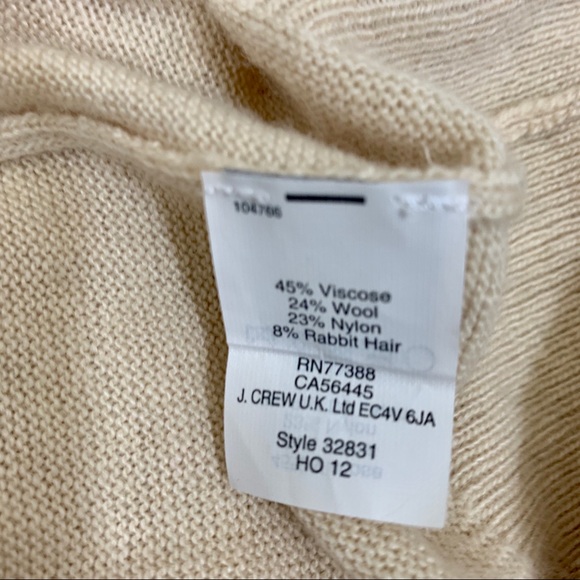 104766
45% Viscose
24% Wool
23% Nylon
8% Rabbit Hair
RN77388
CA56445
J. CREW U.K. Ltd EC4V 6JA
Style 32831
HO 12